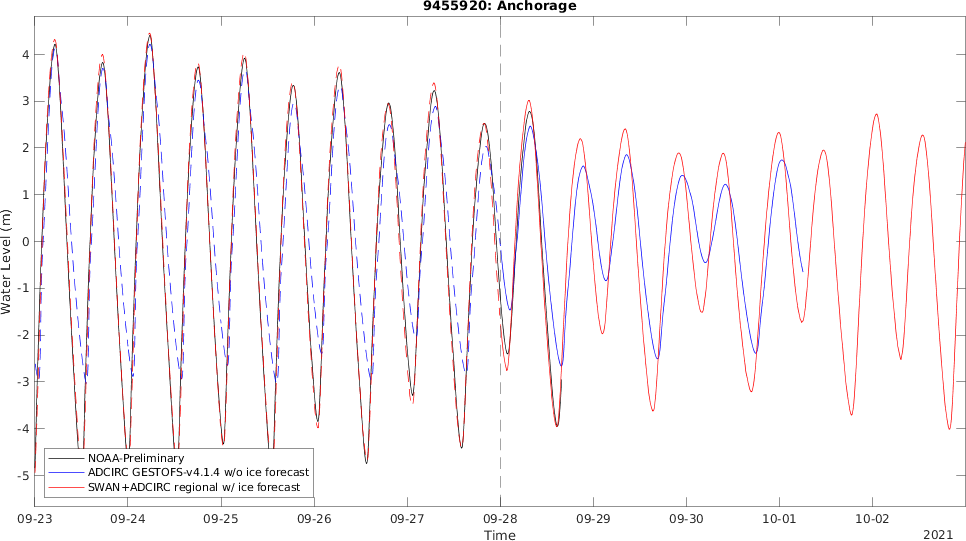 9455920: Anchorage
Water Level (m)
4
3
2
1
0
-1
-2
-3
-4
-5
NOAA-Preliminary
ADCIRC GESTOFS-v4.1.4 w/o ice forecast
SWAN+ADCIRC regional w/ ice forecast
09-23 09-24 09-25 09-26 09-27 09-28 09-29 09-30 10-01 10-02
Time
2021